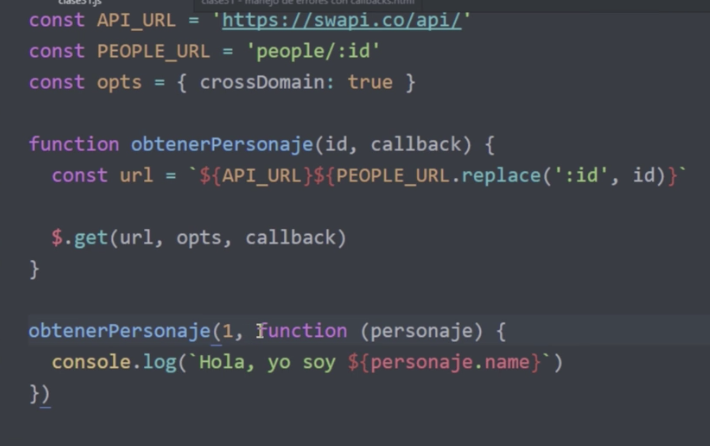 clase31.js clase31 - manejo de errores con callbacks.html
const API_URL = 'https://swapi.co/api/'
const PEOPLE_URL = 'people/:id'
const opts = { crossDomain: true }
function obtenerPersonaje(id, callback) {
const url = `${API_URL}${PEOPLE_URL.replace(':id', id)}`
$.get(url, opts, callback)
}
obtenerPersonaje(1, function (personaje) {
console.log(`Hola, yo soy ${personaje.name}`)
})